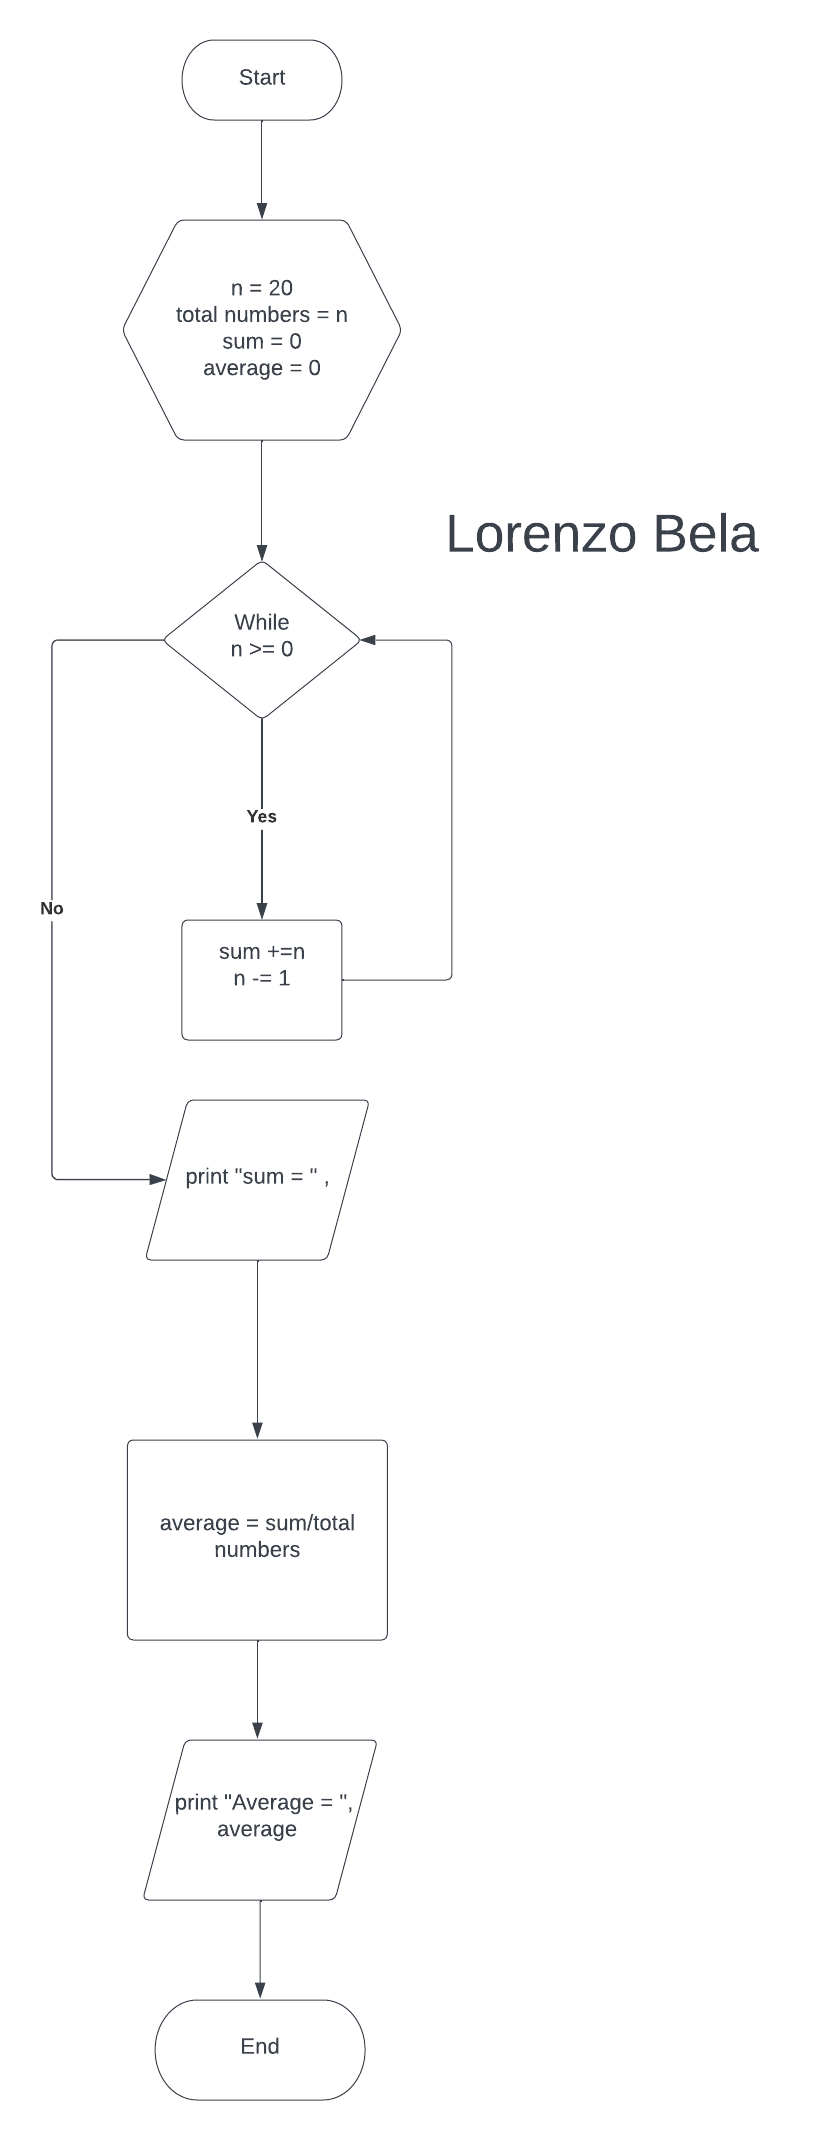 Start
n = 20
total numbers = n
sum = 0
average = 0
Lorenzo Bela
While
n >= 0
Yes
No
sum +=n
n -= 1
print "sum = " ,
average = sum/total
numbers
print "Average = ",
average
End